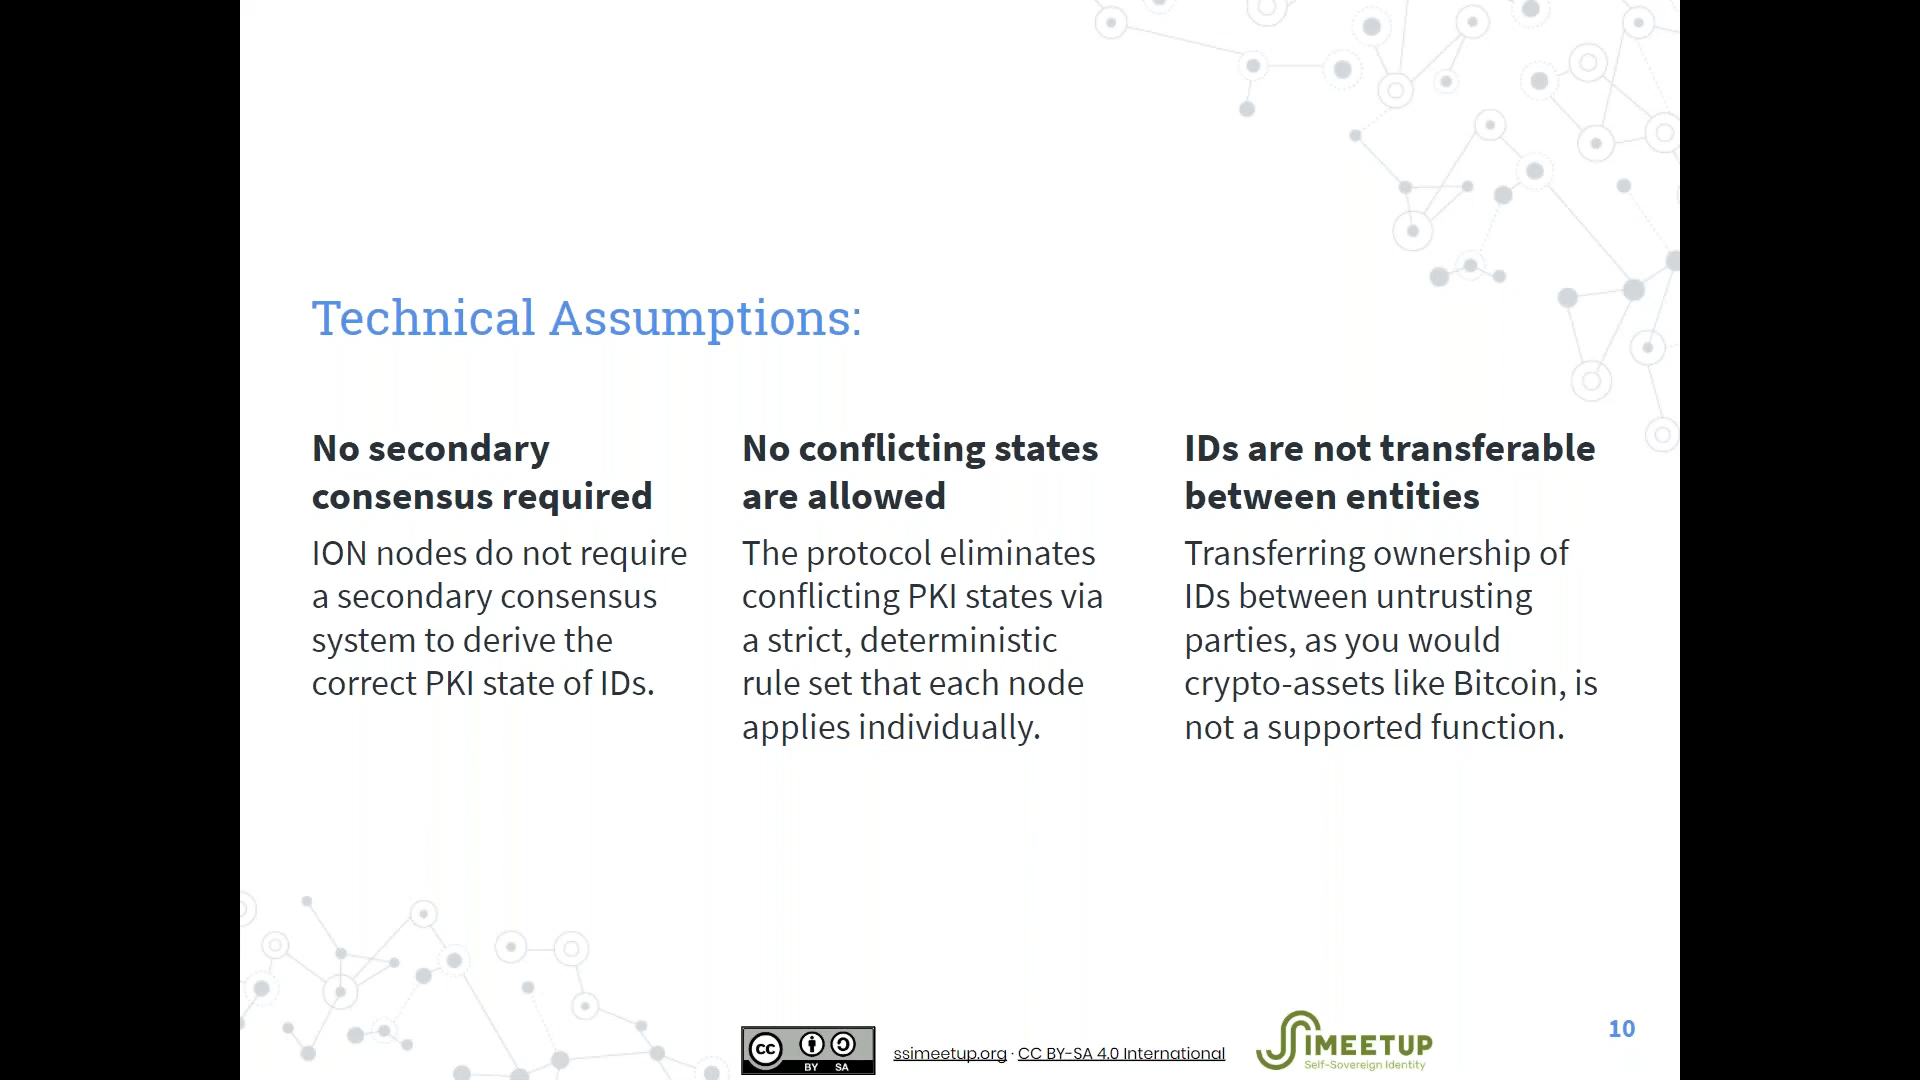 Technical Assumptions:
No secondary
consensus required
ION nodes do not require
a secondary consensus
system to derive the
correct PKI state of IDs.
No conflicting states
are allowed
The protocol eliminates
conflicting PKI states via
a strict, deterministic
rule set that each node
applies individually.
IDs are not transferable
between entities
Transferring ownership of
IDs between untrusting
parties, as you would
crypto-assets like Bitcoin, is
not a supported function.
cc BY SA
ssimeetup.org · CC BY-SA 4.0 International
SSIMEETUP
Self-Sovereign Identity
10